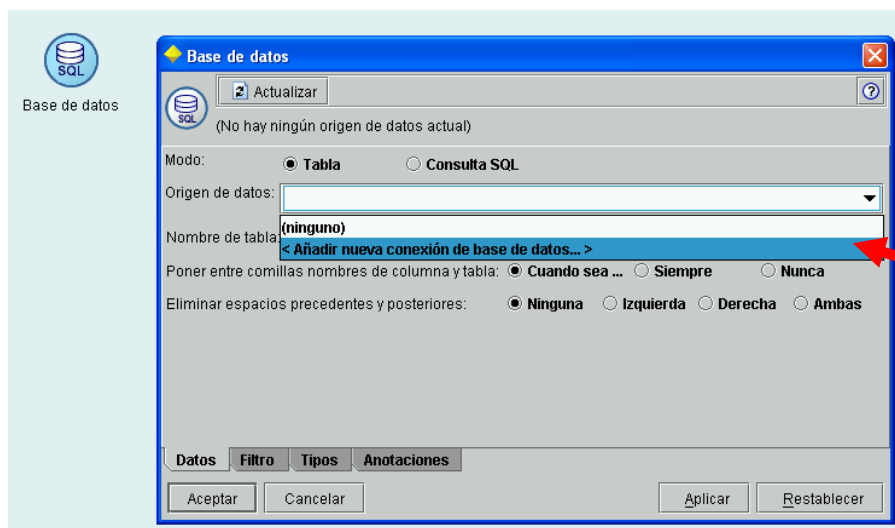 SQL
Base de datos
Base de datos
Actualizar
?
SQL
(No hay ningún origen de datos actual)
Modo: Tabla Consulta SQL
Origen de datos:
(ninguno)
Nombre de tabla:
< Añadir nueva conexión de base de datos... >
Poner entre comillas nombres de columna y tabla: Cuando sea ... Siempre Nunca
Eliminar espacios precedentes y posteriores: Ninguna Izquierda Derecha Ambas
Datos Filtro Tipos Anotaciones
Aceptar Cancelar Aplicar Restablecer